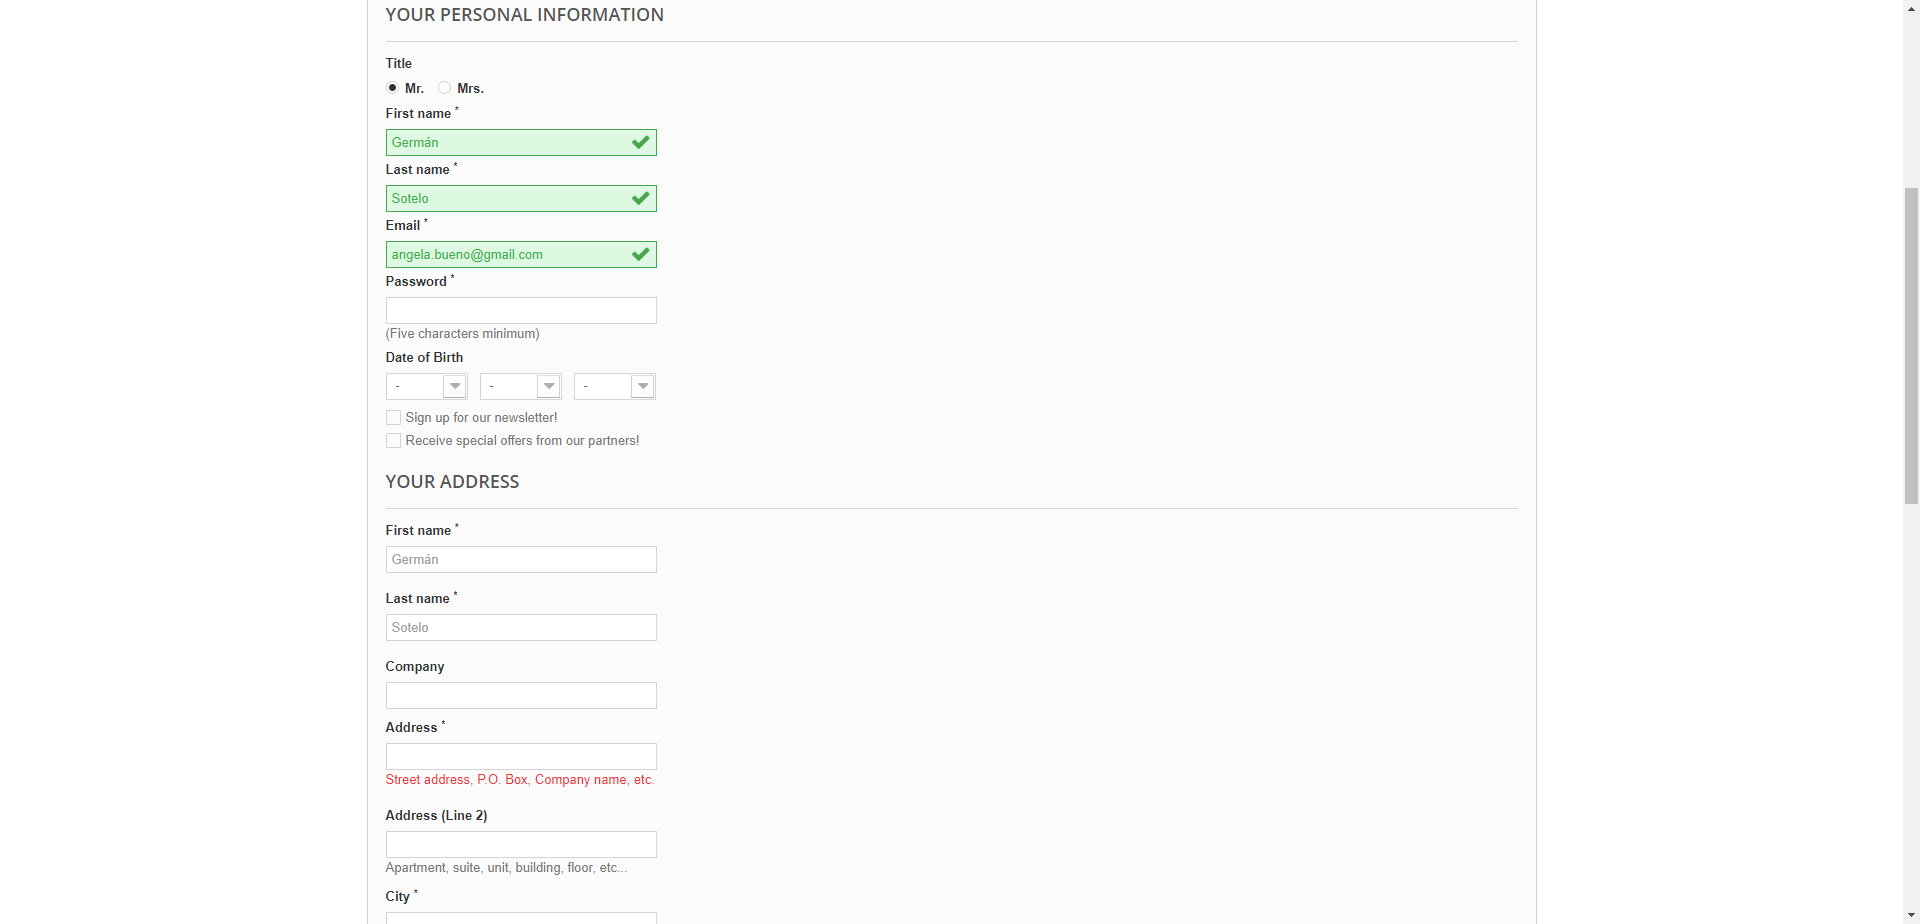 YOUR PERSONAL INFORMATION
Title
Mr. Mrs.
First name *
Germán
Last name *
Sotelo
Email *
angela.bueno@gmail.com
Password *
(Five characters minimum)
Date of Birth
- - -
Sign up for our newsletter!
Receive special offers from our partners!
YOUR ADDRESS
First name *
Germán
Last name *
Sotelo
Company
Address *
Street address, P.O. Box, Company name, etc.
Address (Line 2)
Apartment, suite, unit, building, floor, etc...
City *